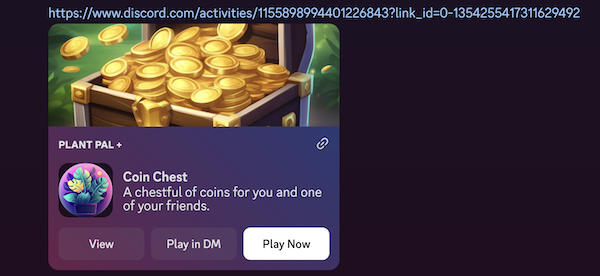 https://www.discord.com/activities/1155898994401226843?link_id=0-1354255417311629492
PLANT PAL +
Coin Chest
A chestful of coins for you and one
of your friends.
View
Play in DM
Play Now